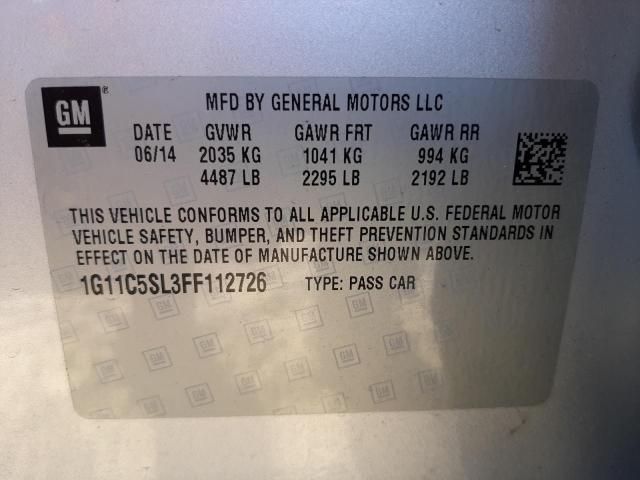 GM
MFD BY GENERAL MOTORS LLC
DATE GVWR GAWR FRT GAWR RR
06/14 2035 KG 1041 KG 994 KG
4487 LB 2295 LB 2192 LB
THIS VEHICLE CONFORMS TO ALL APPLICABLE U.S. FEDERAL MOTOR
VEHICLE SAFETY, BUMPER, AND THEFT PREVENTION STANDARDS IN
EFFECT ON THE DATE OF MANUFACTURE SHOWN ABOVE.
1G11C5SL3FF112726 TYPE: PASS CAR